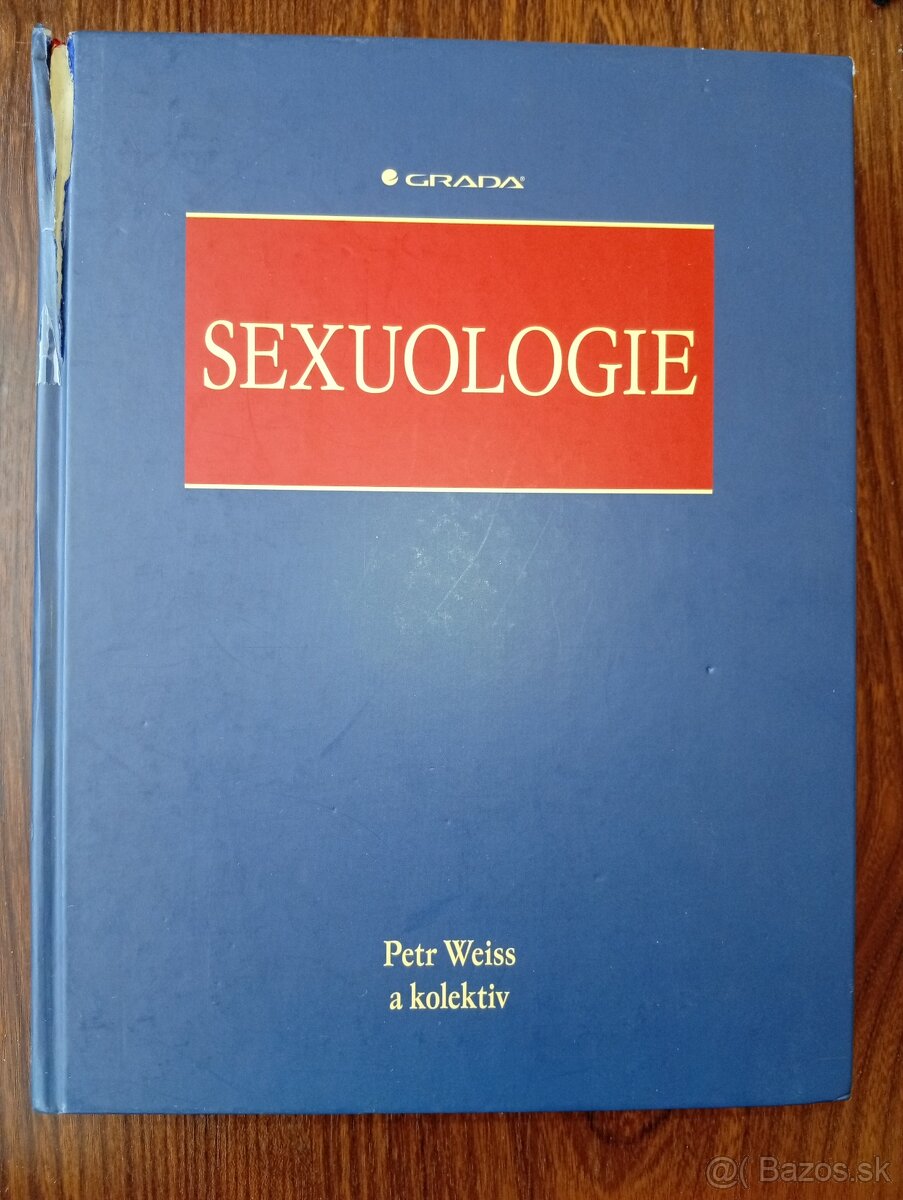 GRADA®
SEXUOLOGIE
Petr Weiss
a kolektiv
@( Bazos.sk